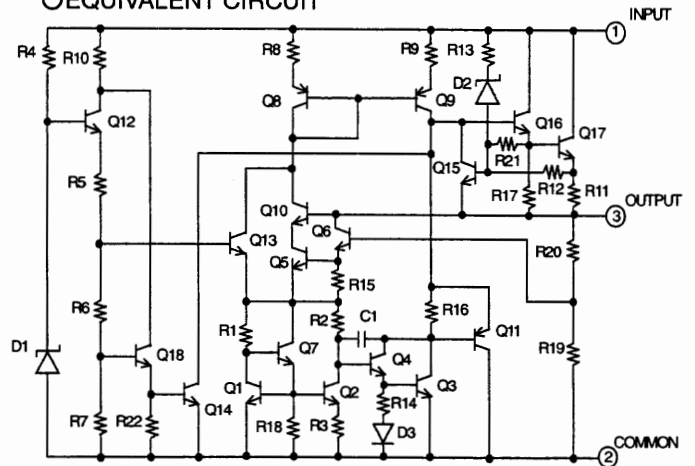 EQUIVALENT CIRCUIT
INPUT
1
R4
R10
R8
R9
R13
D2
Q8
Q9
Q12
Q16
Q17
R21
Q15
R5
R17
R12
R11
OUTPUT
3
Q10
Q6
Q13
Q5
R20
R15
R6
C1
R16
R1
R2
Q11
D1
Q7
R19
Q18
Q4
Q1
Q2
Q3
Q14
R14
R7
R22
R18
R3
D3
COMMON
2